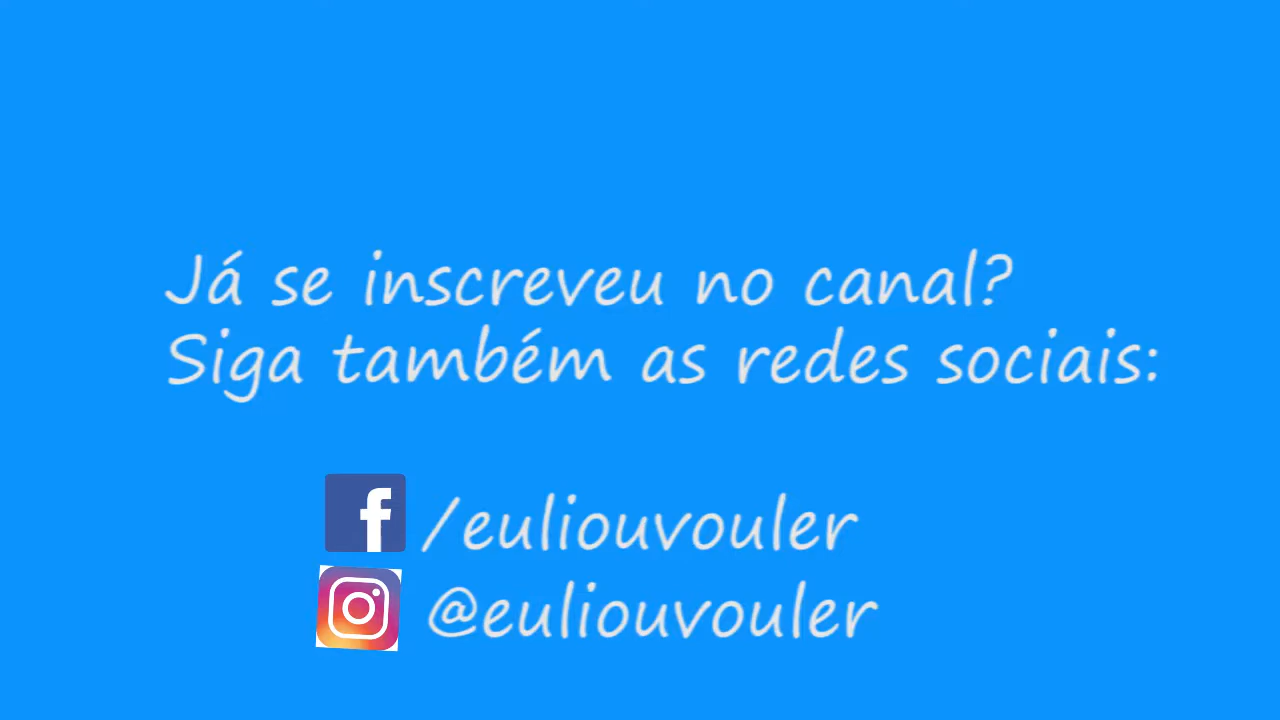 Já se inscreveu no canal?
Siga também as redes sociais:
/euliouvouler
@euliouvouler